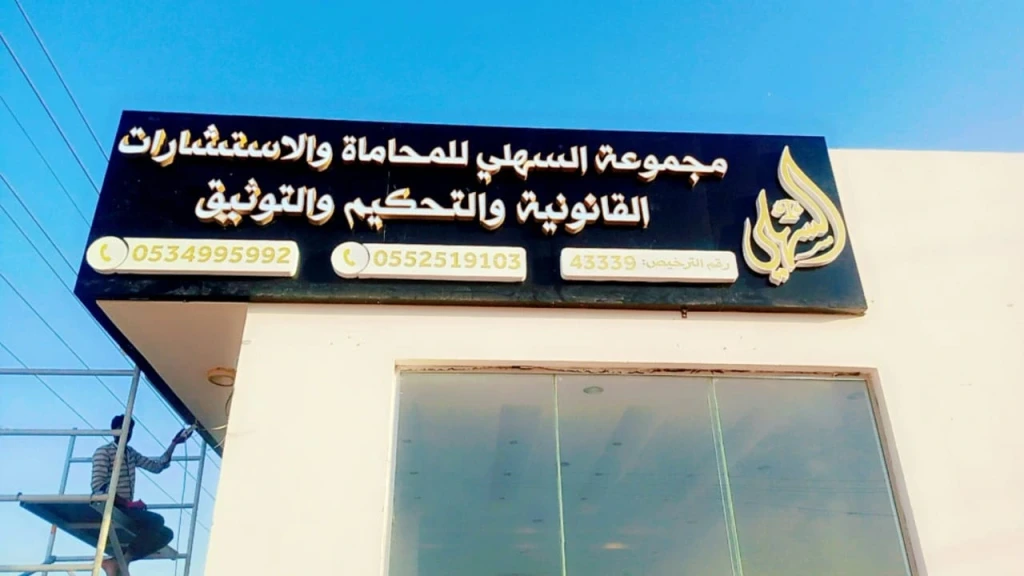 مجموعة السهلي للمحاماة والاستشارات
القانونية والتحكيم والتوثيق
رقم الترخيص: 43339
0552519103
0534995992
السهلي